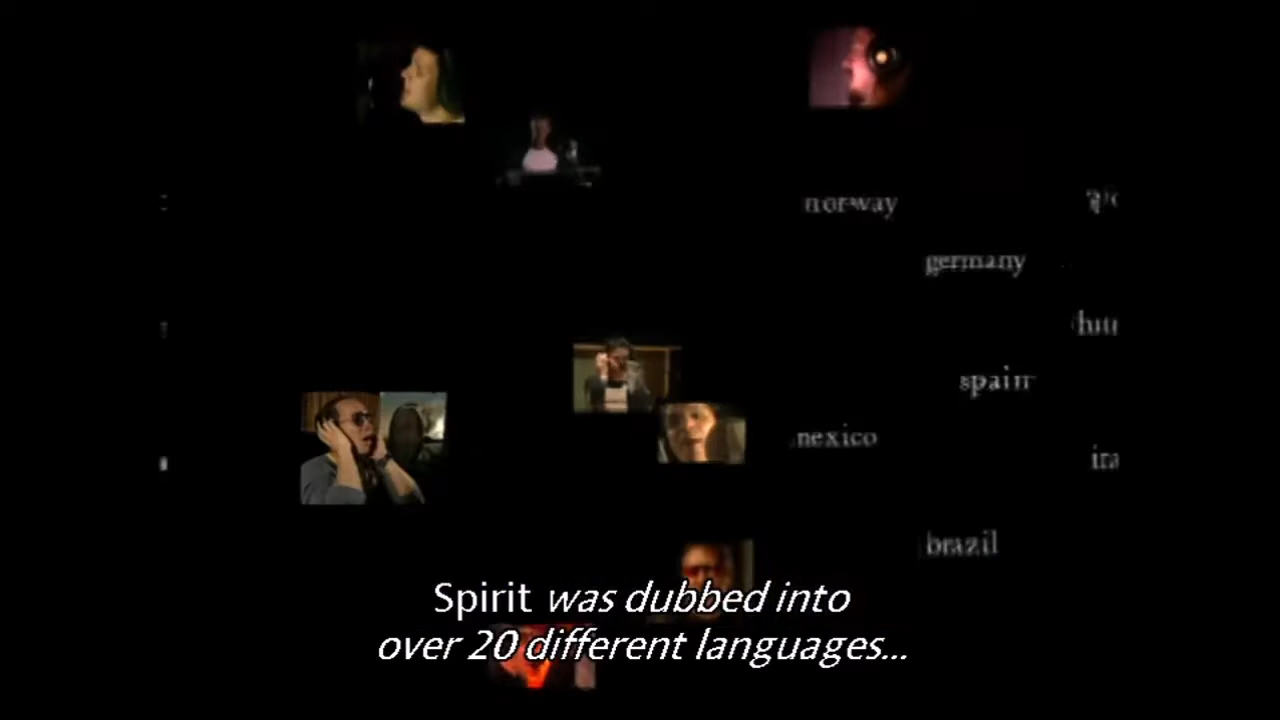 norway
germany
spain
mexico
brazil
Spirit was dubbed into
over 20 different languages...